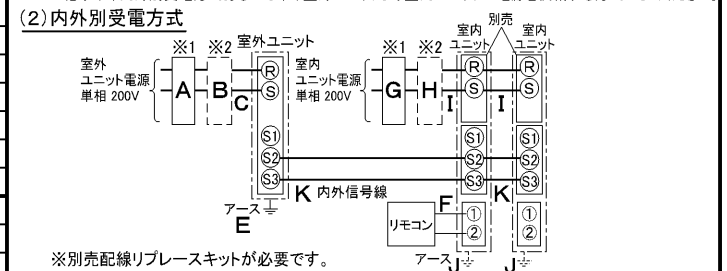 (2)内外別受電方式
別売
※1 ※2 室外ユニット
※1 ※2 室内ユニット 室内ユニット
室外
ユニット電源
単相 200V
A B C
R
S
S1
S2
S3
室内
ユニット電源
単相 200V
G H I I
R R
S S
S1 S1
S2 S2
S3 S3
K 内外信号線
K
アース
E
リモコン
F
① ①
② ②
アース J J
※別売配線リプレースキットが必要です。